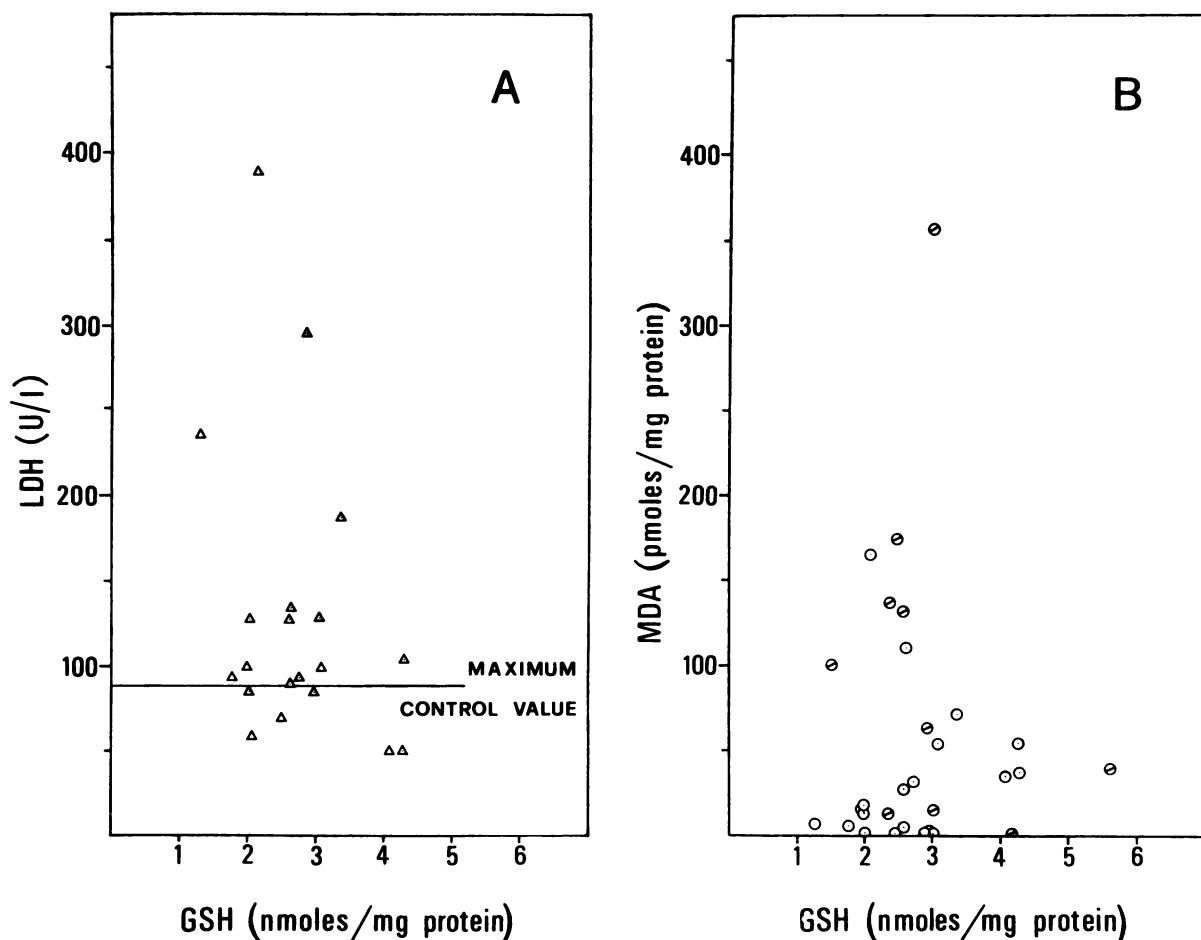 A
400
300
200
100
LDH (U/l)
MAXIMUM
CONTROL VALUE
1 2 3 4 5 6
GSH (nmoles/mg protein)
B
400
300
200
100
MDA (pmoles/mg protein)
1 2 3 4 5 6
GSH (nmoles/mg protein)